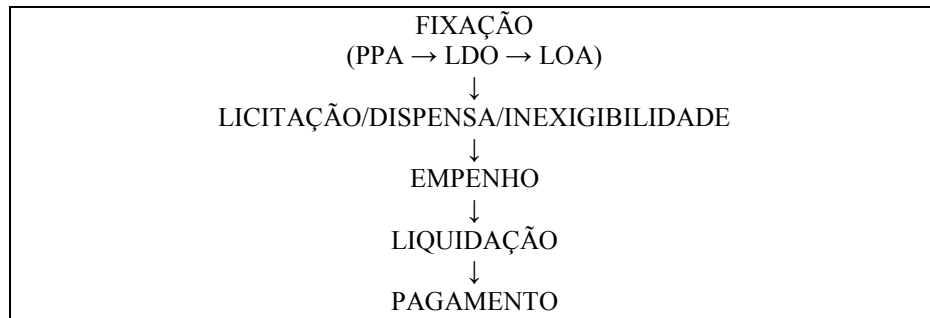 FIXAÇÃO
(PPA → LDO → LOA)
↓
LICITAÇÃO/DISPENSA/INEXIGIBILIDADE
↓
EMPENHO
↓
LIQUIDAÇÃO
↓
PAGAMENTO